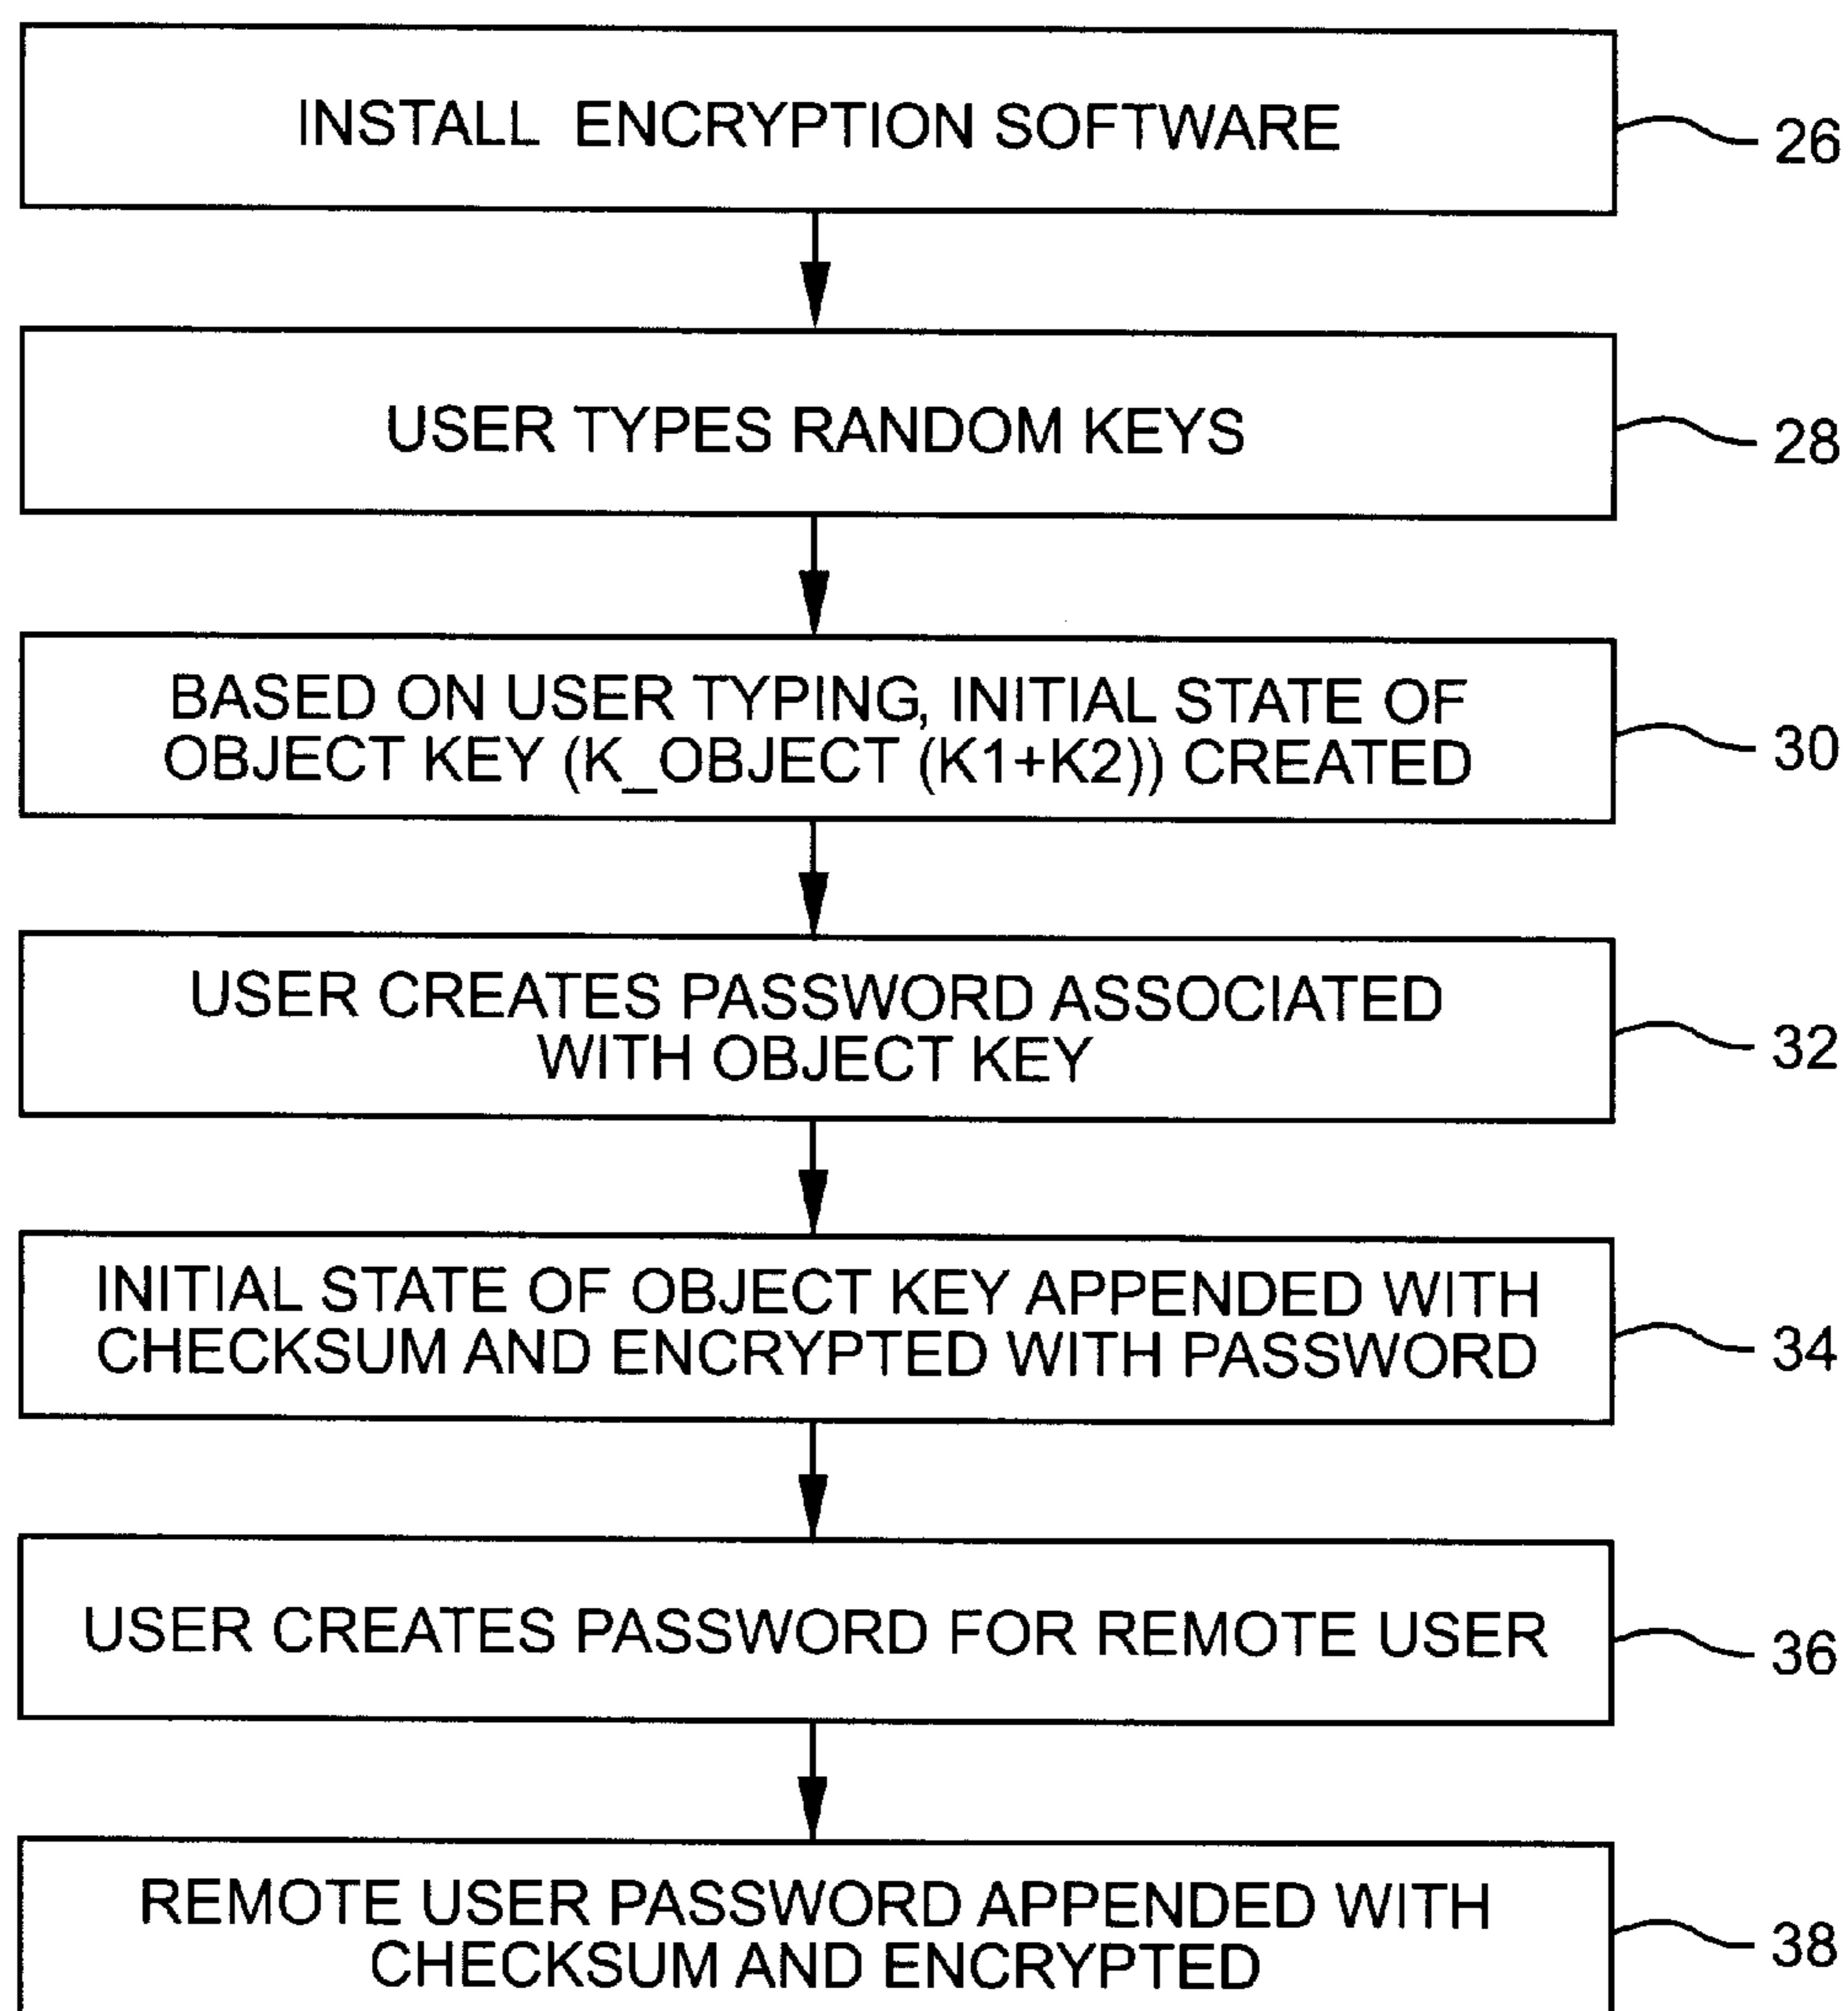 INSTALL ENCRYPTION SOFTWARE
26
USER TYPES RANDOM KEYS
28
BASED ON USER TYPING, INITIAL STATE OF
OBJECT KEY (K_OBJECT (K1+K2)) CREATED
30
USER CREATES PASSWORD ASSOCIATED
WITH OBJECT KEY
32
INITIAL STATE OF OBJECT KEY APPENDED WITH
CHECKSUM AND ENCRYPTED WITH PASSWORD
34
USER CREATES PASSWORD FOR REMOTE USER
36
REMOTE USER PASSWORD APPENDED WITH
CHECKSUM AND ENCRYPTED
38